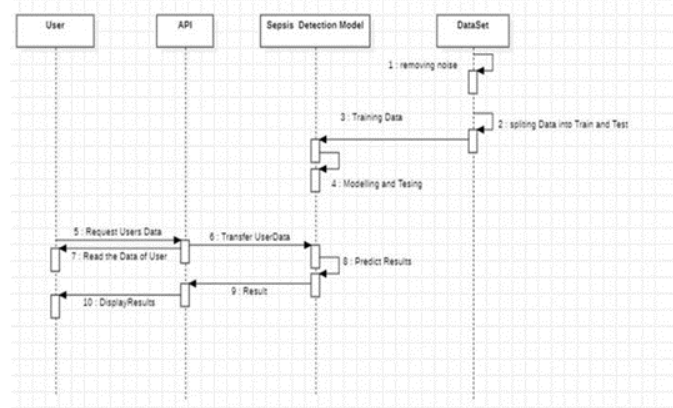 User
API
Sepsis Detection Model
DataSet
1 : removing noise
2 : spliting Data into Train and Test
3 : Training Data
4 : Modelling and Tesing
5 : Request Users Data
6 : Transfer UserData
7 : Read the Data of User
8 : Predict Results
9 : Result
10 : DisplayResults